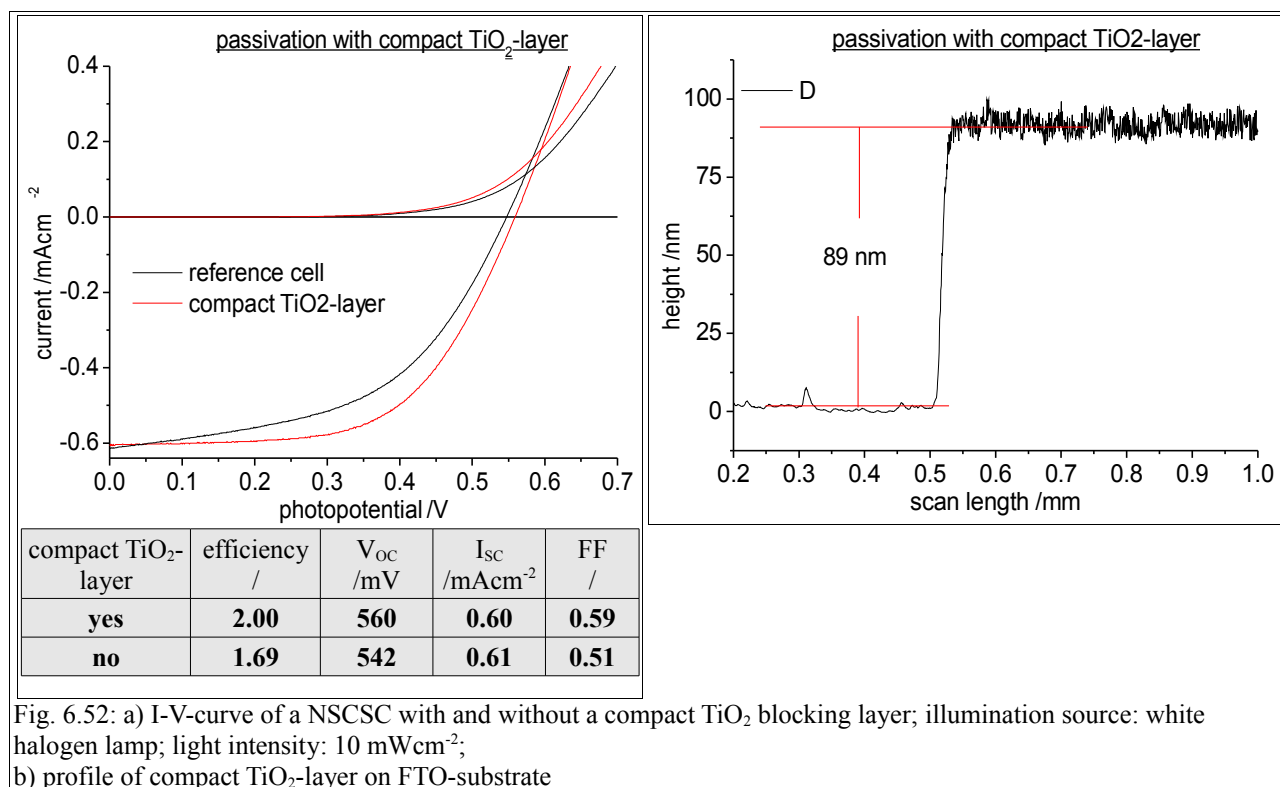 passivation with compact TiO2-layer
0.4
0.2
0.0
-0.2
-0.4
-0.6
current /mAcm-2
reference cell
compact TiO2-layer
0.0 0.1 0.2 0.3 0.4 0.5 0.6 0.7
photopotential /V
compact TiO2- efficiency VOC ISC FF
layer / /mV /mAcm-2 /
yes 2.00 560 0.60 0.59
no 1.69 542 0.61 0.51
passivation with compact TiO2-layer
D
100
75
50
25
0
height /nm
89 nm
0.2 0.3 0.4 0.5 0.6 0.7 0.8 0.9 1.0
scan length /mm
Fig. 6.52: a) I-V-curve of a NSCSC with and without a compact TiO2 blocking layer; illumination source: white
halogen lamp; light intensity: 10 mWcm-2;
b) profile of compact TiO2-layer on FTO-substrate